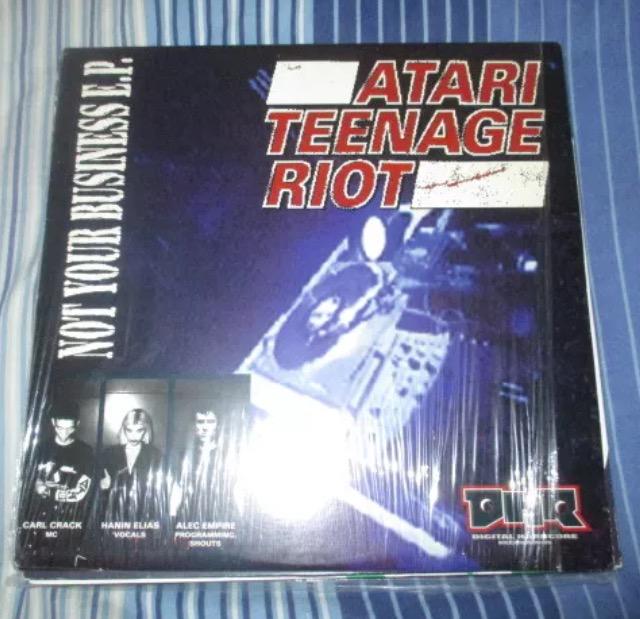 NOT YOUR BUSINESS E.P.
ATARI
TEENAGE
RIOT
CARL CRACK
MC
HANIN ELIAS
VOCALS
ALEC EMPIRE
PROGRAMMING,
SHOUTS
DHR
DIGITAL HARDCORE